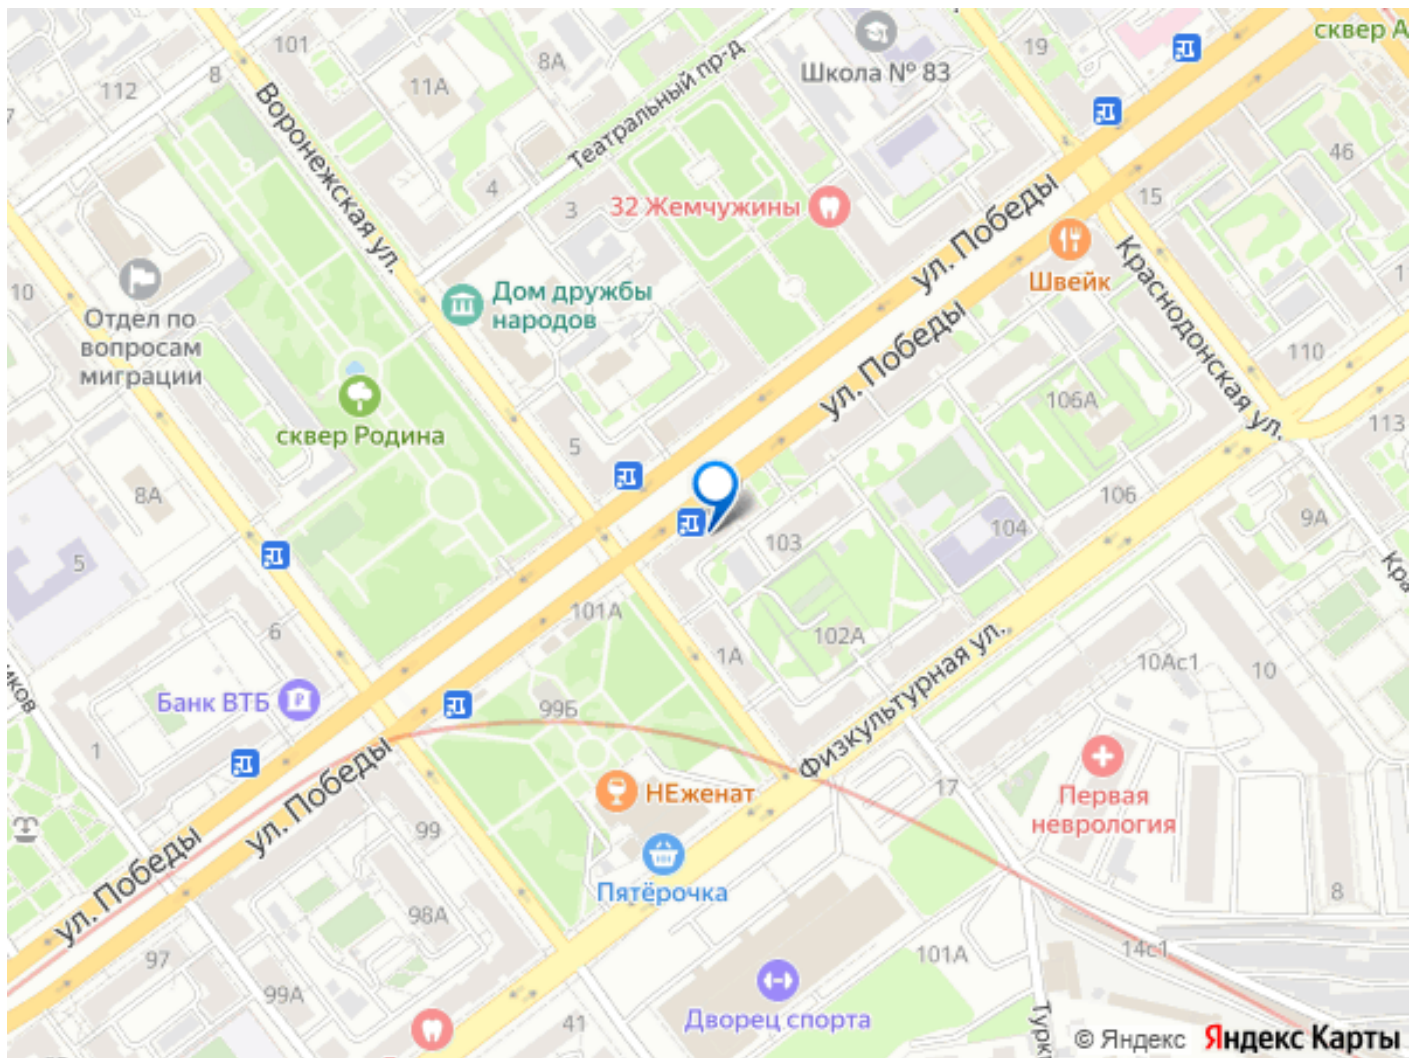 сквер А
101
19
8А
Школа № 83
8
11А
112
Воронежская ул.
Театральный пр-д
46
4
3
32 Жемчужины
ул. Победы
15
Краснодонская ул.
Швейк
10
Отдел по
вопросам
миграции
Дом дружбы
народов
ул. Победы
110
106А
113
сквер Родина
5
8А
106
9А
104
103
5
101А
6
102А
1А
Физкультурная ул.
10Ас1
10
Банк ВТБ
99Б
1
ул. Победы
НЕженат
17
Первая
неврология
99
ул. Победы
Пятёрочка
8
98А
97
101А
14с1
99А
41
Дворец спорта
Турк
© Яндекс Яндекс Карты